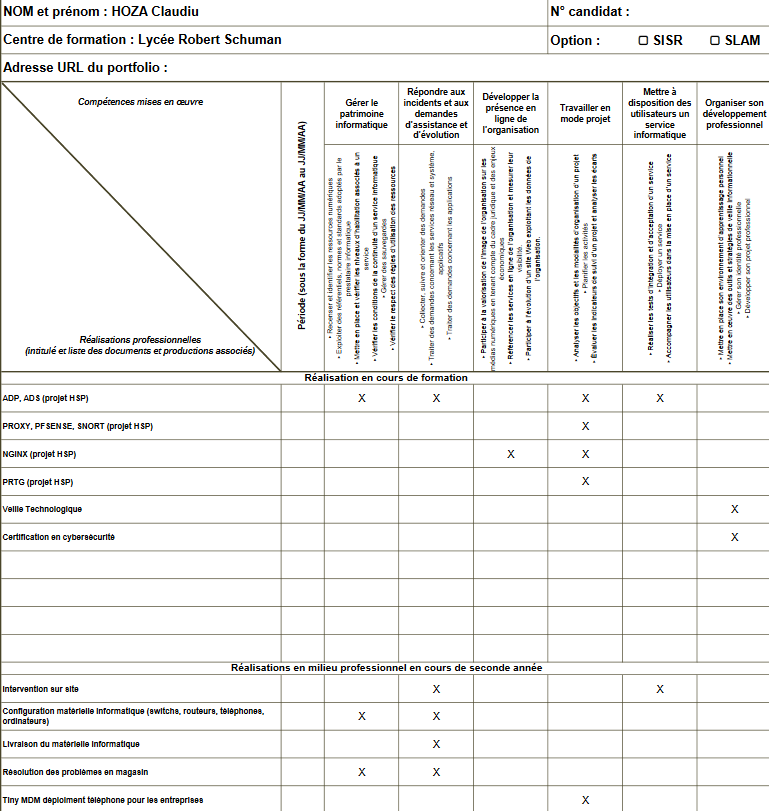 NOM et prénom : HOZA Claudiu
N° candidat :
Centre de formation : Lycée Robert Schuman
Option : ☐ SISR ☐ SLAM
Adresse URL du portfolio :
Compétences mises en œuvre
Réalisations professionnelles
(intitulé et liste des documents et productions associés)
Période (sous la forme du JJ/MM/AA au JJ/MM/AA)
Gérer le
patrimoine
informatique
Répondre aux
incidents et aux
demandes
d'assistance et
d'évolution
Développer la
présence en
ligne de
l'organisation
Travailler en
mode projet
Mettre à
disposition des
utilisateurs un
service
informatique
Organiser son
développement
professionnel
• Recenser et identifier les ressources numériques
• Exploiter des référentiels, normes et standards adoptés par le
prestataire informatique
• Mettre en place et vérifier les niveaux d'habilitation associés à un
service
• Vérifier les conditions de la continuité d'un service informatique
• Gérer des sauvegardes
• Vérifier le respect des règles d'utilisation des ressources
• Collecter, suivre et orienter des demandes
• Traiter des demandes concernant les services réseau et système,
applicatifs
• Traiter des demandes concernant les applications
• Participer à la valorisation de l'image de l'organisation sur les
médias numériques en tenant compte du cadre juridique et des enjeux
économiques
• Référencer les services en ligne de l'organisation et mesurer leur
visibilité.
• Participer à l'évolution d'un site Web exploitant les données de
l'organisation.
• Analyser les objectifs et les modalités d'organisation d'un projet
• Planifier les activités
• Évaluer les indicateurs de suivi d'un projet et analyser les écarts
• Réaliser les tests d'intégration et d'acceptation d'un service
• Déployer un service
• Accompagner les utilisateurs dans la mise en place d'un service
• Mettre en place son environnement d'apprentissage personnel
• Mettre en œuvre des outils et stratégies de veille informationnelle
• Gérer son identité professionnelle
• Développer son projet professionnel
Réalisation en cours de formation
ADP, ADS (projet HSP) X X X X
PROXY, PFSENSE, SNORT (projet HSP) X
NGINX (projet HSP) X X
PRTG (projet HSP) X
Veille Technologique X
Certification en cybersécurité X
Réalisations en milieu professionnel en cours de seconde année
Intervention sur site X X
Configuration matérielle informatique (switchs, routeurs, téléphones,
ordinateurs) X X
Livraison du matérielle informatique X
Résolution des problèmes en magasin X X
Tiny MDM déploiment téléphone pour les entreprises X